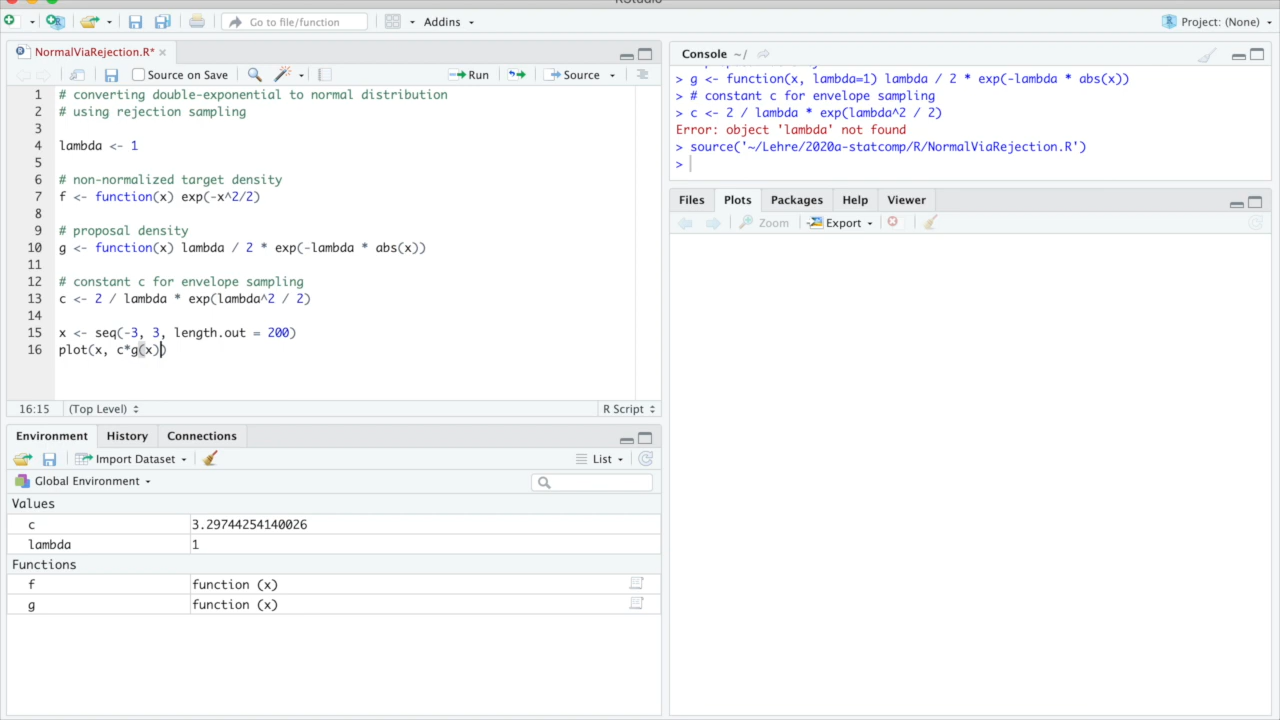 RStudio
Go to file/function
Addins
Project: (None)
NormalViaRejection.R*
Source on Save
Run
Source
1 # converting double-exponential to normal distribution
2 # using rejection sampling
3
4 lambda <- 1
5
6 # non-normalized target density
7 f <- function(x) exp(-x^2/2)
8
9 # proposal density
10 g <- function(x) lambda / 2 * exp(-lambda * abs(x))
11
12 # constant c for envelope sampling
13 c <- 2 / lambda * exp(lambda^2 / 2)
14
15 x <- seq(-3, 3, length.out = 200)
16 plot(x, c*g(x))
16:15 (Top Level) R Script
Environment History Connections
Import Dataset List
Global Environment
Values
c 3.29744254140026
lambda 1
Functions
f function (x)
g function (x)
Console ~/
> g <- function(x, lambda=1) lambda / 2 * exp(-lambda * abs(x))
> # constant c for envelope sampling
> c <- 2 / lambda * exp(lambda^2 / 2)
Error: object 'lambda' not found
> source('~/Lehre/2020a-statcomp/R/NormalViaRejection.R')
>
Files Plots Packages Help Viewer
Zoom Export